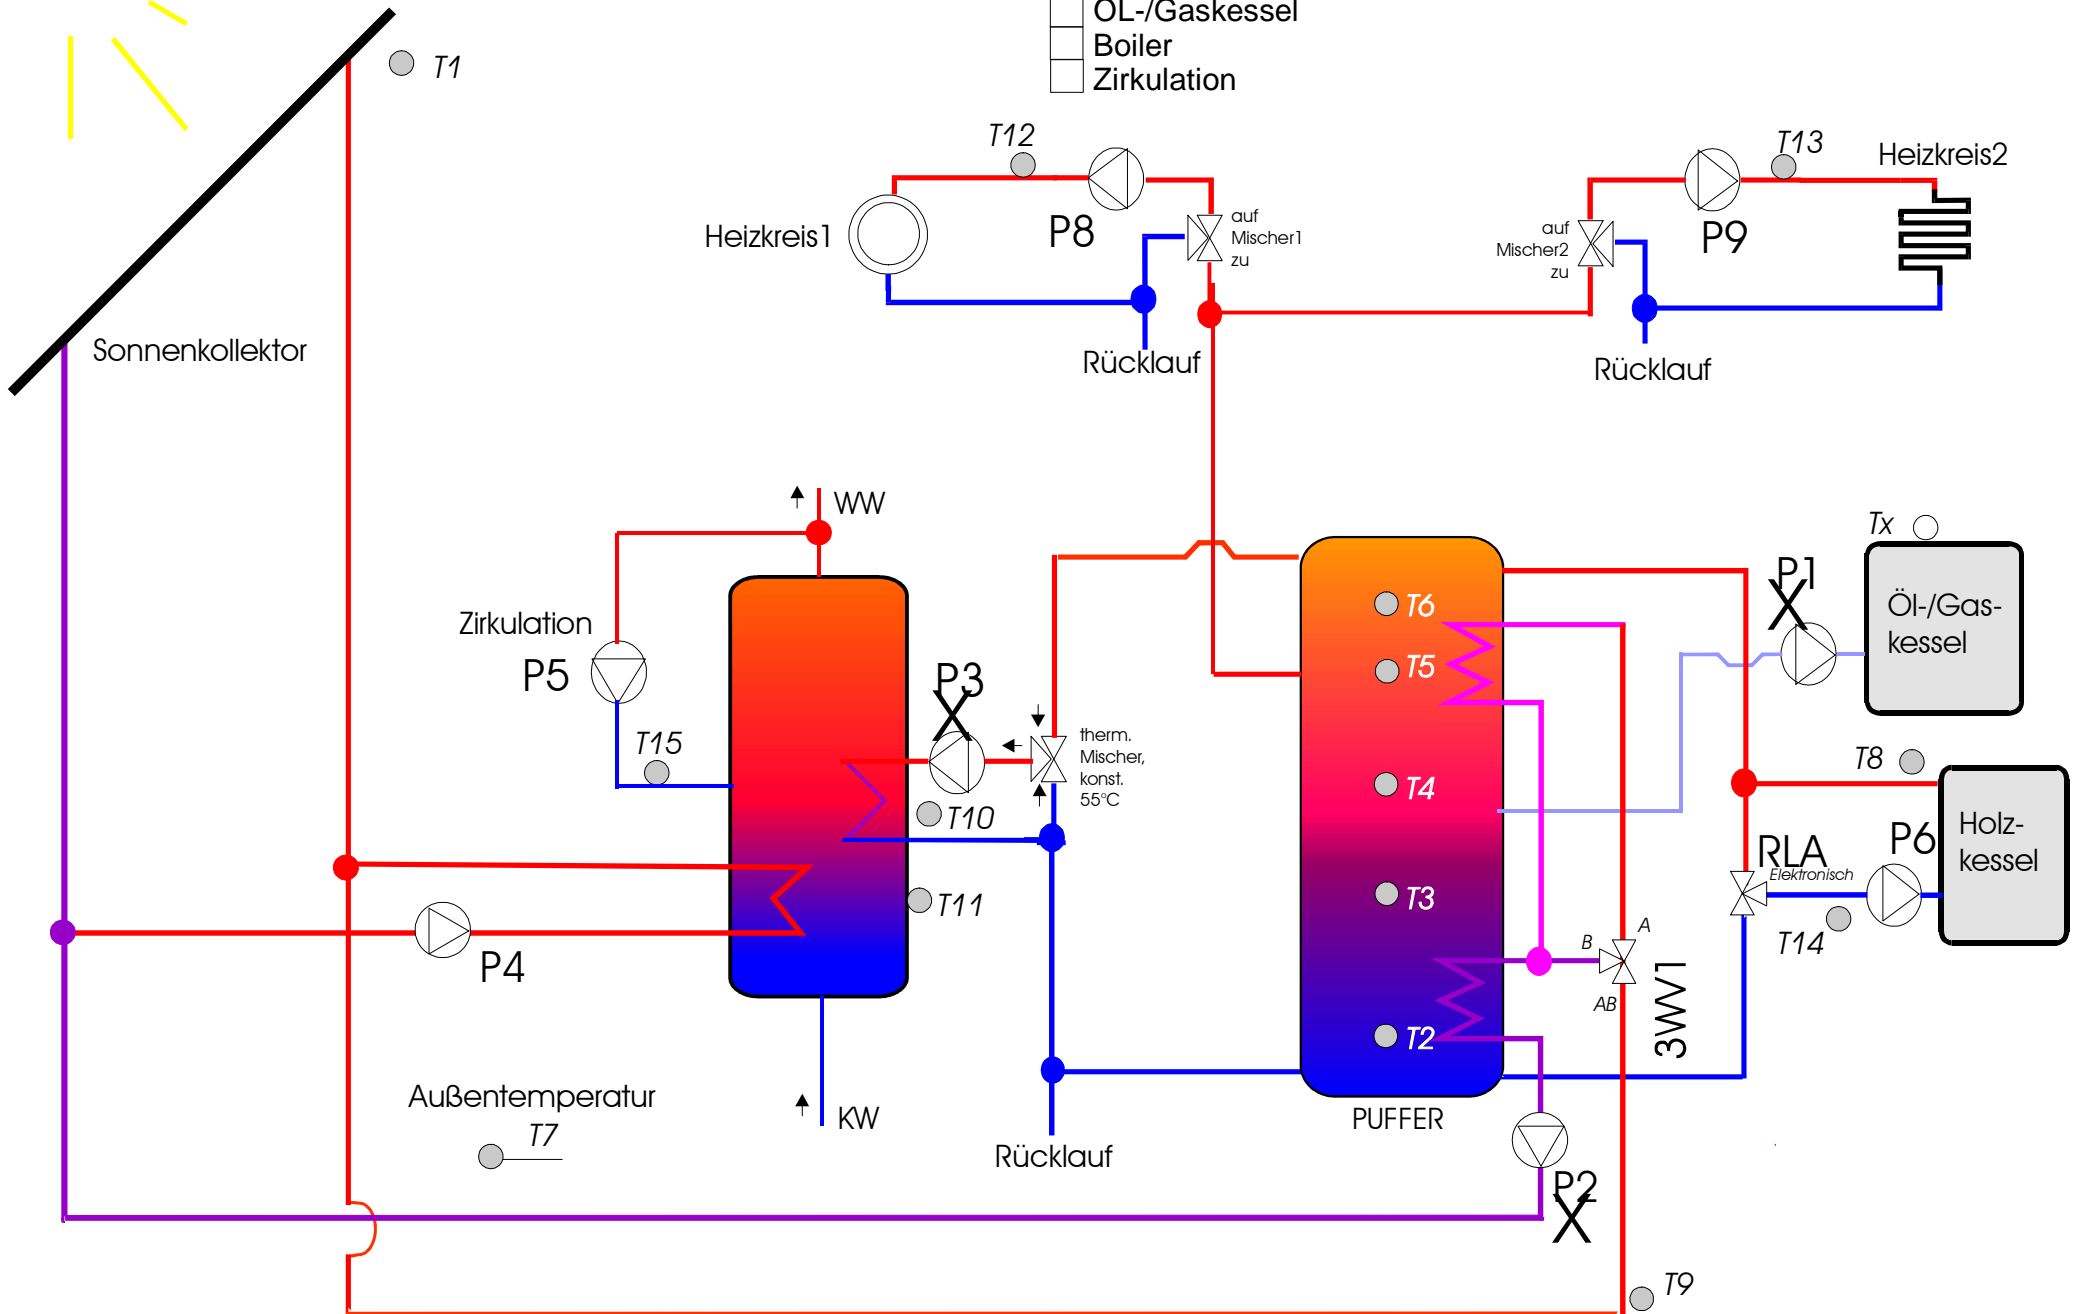 ÖL-/Gaskessel
Boiler
Zirkulation
T1
T12
T13
Heizkreis2
Heizkreis1
P8
auf
Mischer1
zu
auf
Mischer2
zu
P9
Sonnenkollektor
Rücklauf
Rücklauf
WW
Tx
P1
X
Öl-/Gas-
kessel
T6
Zirkulation
P5
P3
X
T5
T15
therm.
Mischer,
konst.
55°C
T4
T8
T10
Holz-
kessel
P6
RLA
Elektronisch
T3
T11
T14
A
B
P4
AB
3WV1
T2
Außentemperatur
T7
KW
PUFFER
Rücklauf
P2
X
T9